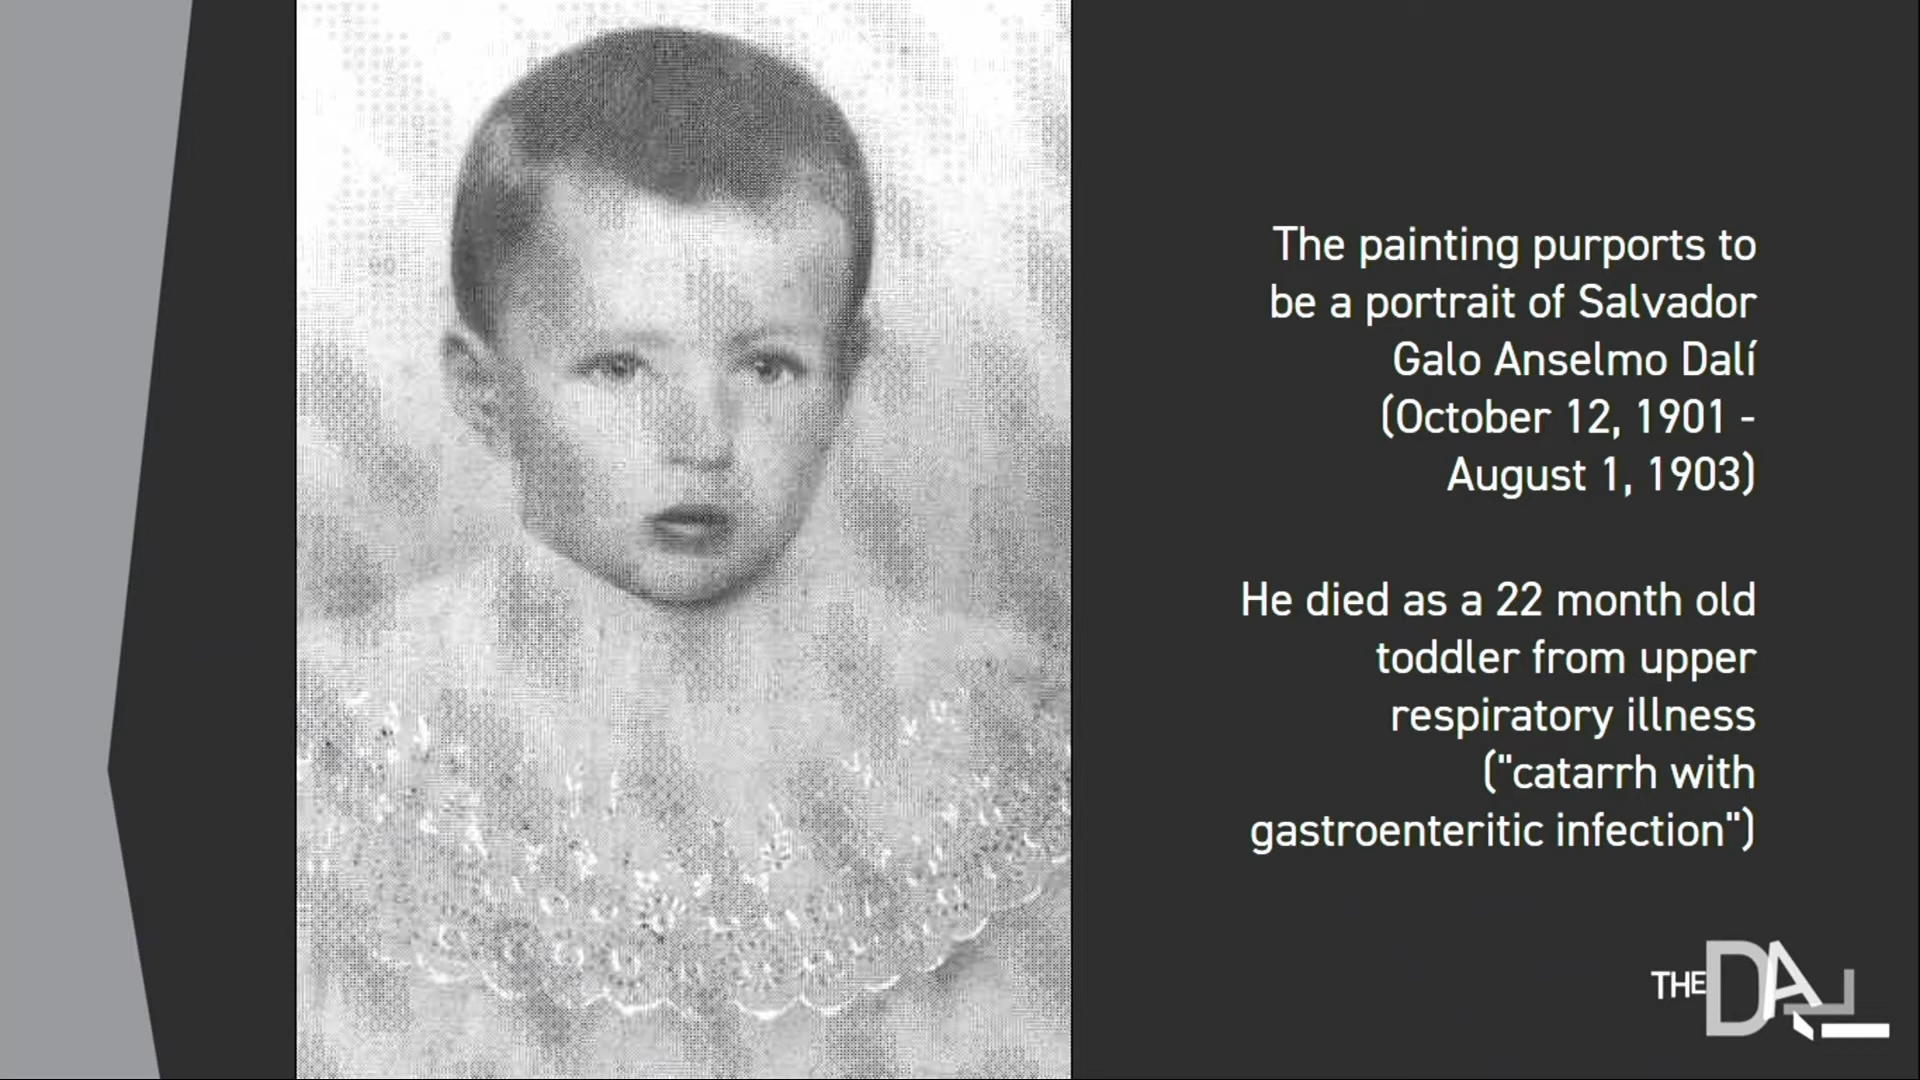 The painting purports to
be a portrait of Salvador
Galo Anselmo Dalí
(October 12, 1901 -
August 1, 1903)
He died as a 22 month old
toddler from upper
respiratory illness
("catarrh with
gastroenteritic infection")
THE DALÍ